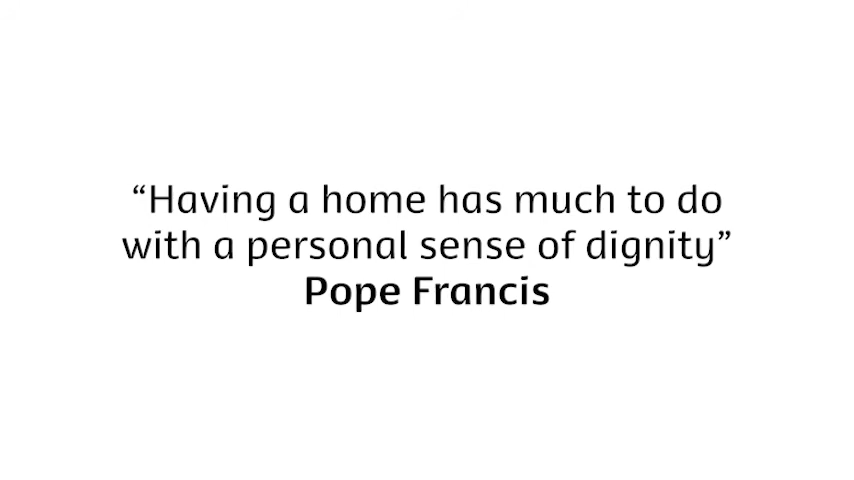 “Having a home has much to do
with a personal sense of dignity”
Pope Francis